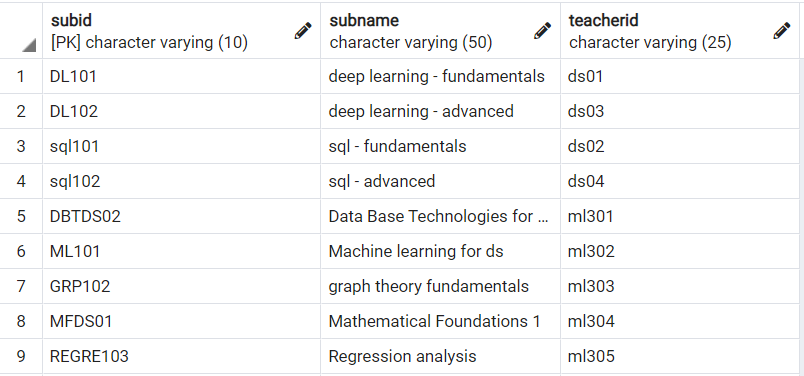 subid subname teacherid
[PK] character varying (10) character varying (50) character varying (25)
1 DL101 deep learning - fundamentals ds01
2 DL102 deep learning - advanced ds03
3 sql101 sql - fundamentals ds02
4 sql102 sql - advanced ds04
5 DBTDS02 Data Base Technologies for ... ml301
6 ML101 Machine learning for ds ml302
7 GRP102 graph theory fundamentals ml303
8 MFDS01 Mathematical Foundations 1 ml304
9 REGRE103 Regression analysis ml305